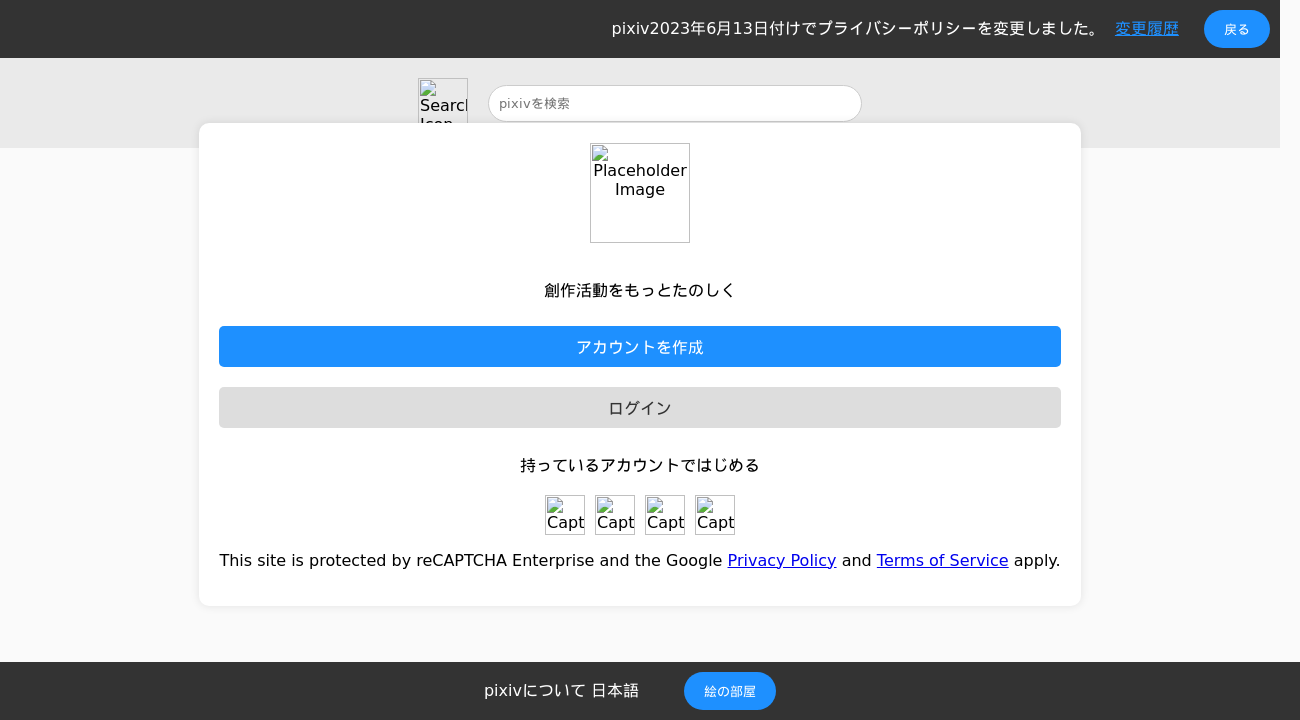 pixiv2023年6月13日付けでプライバシーポリシーを変更しました。 変更履歴 戻る
Search
Icon
pixivを検索
Placeholder
Image
創作活動をもっとたのしく
アカウントを作成
ログイン
持っているアカウントではじめる
Capt Capt Capt Capt
This site is protected by reCAPTCHA Enterprise and the Google Privacy Policy and Terms of Service apply.
pixivについて 日本語 絵の部屋